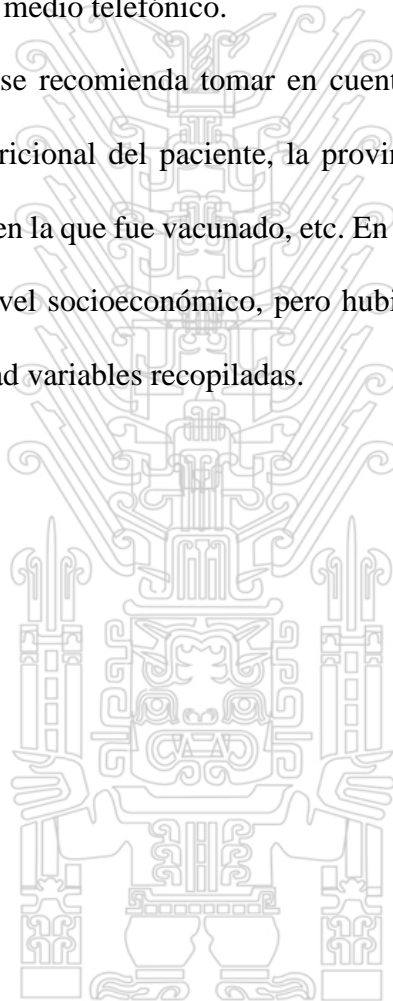 medio telefónico.
se recomienda tomar en cuent
ricional del paciente, la provin
en la que fue vacunado, etc. En
vel socioeconómico, pero hubi
ad variables recopiladas.